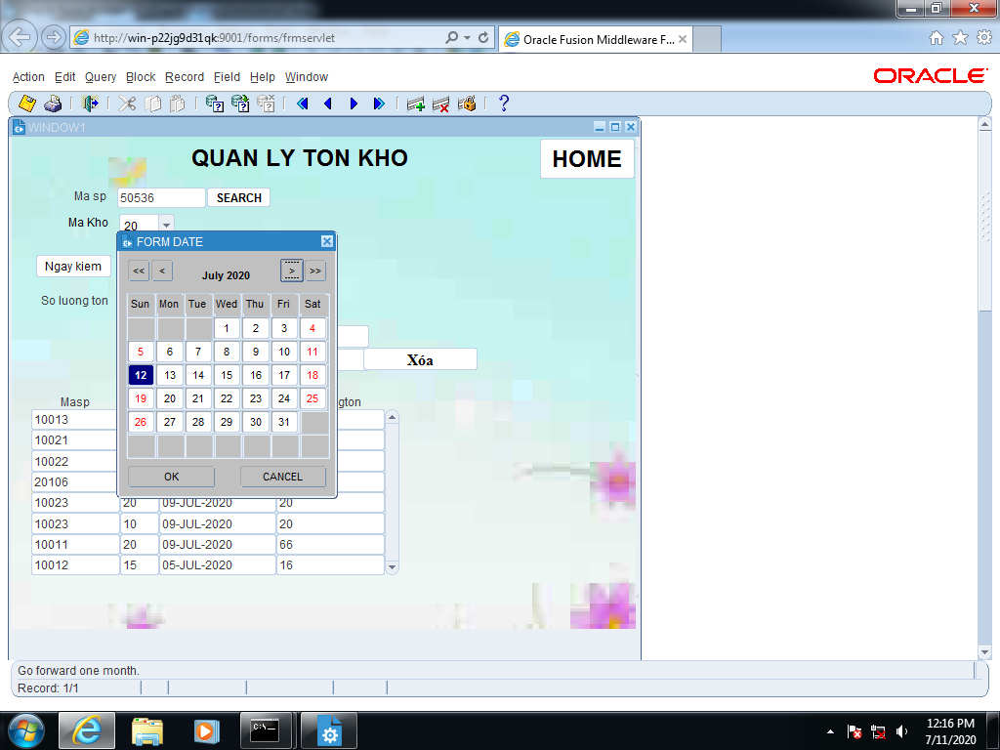 http://win-p22jg9d31qk:9001/forms/frmservlet
Oracle Fusion Middleware F...
Action Edit Query Block Record Field Help Window
ORACLE
WINDOW1
QUAN LY TON KHO
HOME
Ma sp 50536 SEARCH
Ma Kho 20
FORM DATE
Ngay kiem
<< < July 2020 > >>
So luong ton
Sun Mon Tue Wed Thu Fri Sat
1 2 3 4
5 6 7 8 9 10 11
Xóa
12 13 14 15 16 17 18
19 20 21 22 23 24 25
26 27 28 29 30 31
OK CANCEL
Masp gton
10013
10021
10022
20106
10023 20 09-JUL-2020 20
10023 10 09-JUL-2020 20
10011 20 09-JUL-2020 66
10012 15 05-JUL-2020 16
Go forward one month.
Record: 1/1
12:16 PM
7/11/2020